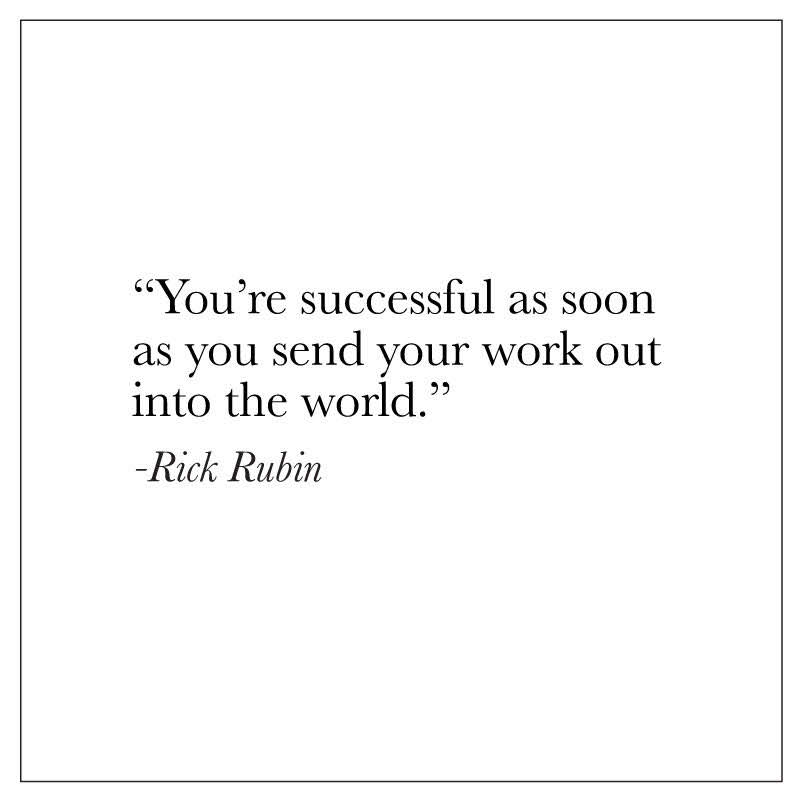 “You’re successful as soon
as you send your work out
into the world.”
-Rick Rubin